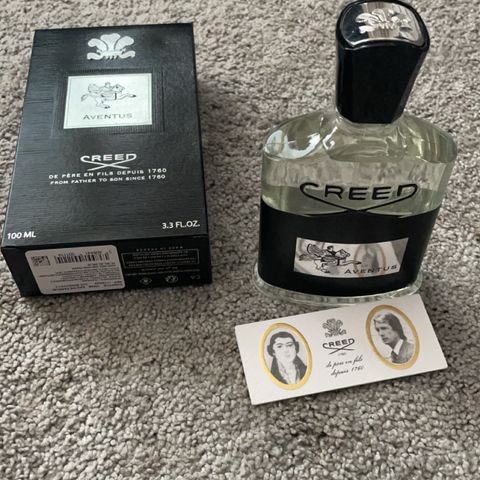 AVENTUS
CREED
DE PÈRE EN FILS DEPUIS 1760
FROM FATHER TO SON SINCE 1760
100 ML
3.3 FL.OZ.
CREED
AVENTUS
CREED
1760
de père en fils
depuis 1760